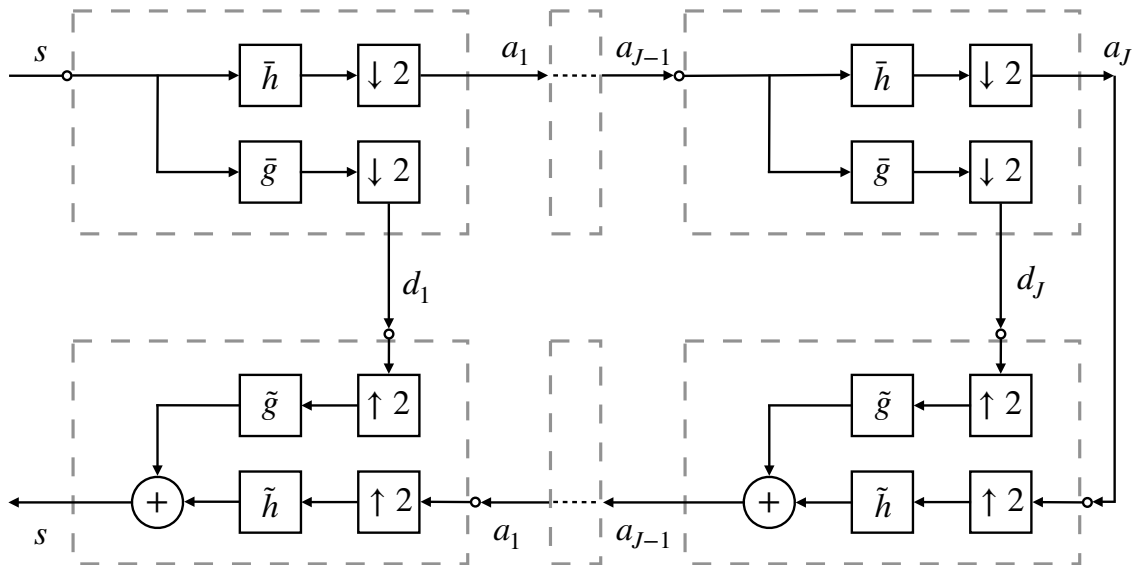 s
h̄
↓ 2
a₁
a_{J−1}
h̄
↓ 2
a_J
ḡ
↓ 2
ḡ
↓ 2
d₁
d_J
g̃
↑ 2
g̃
↑ 2
+
h̃
↑ 2
+
h̃
↑ 2
s
a₁
a_{J−1}